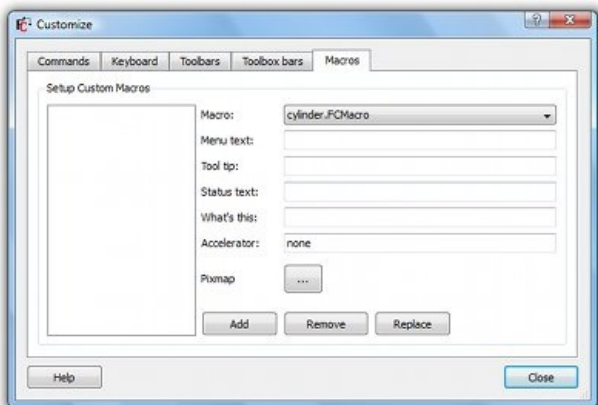 Customize
Commands Keyboard Toolbars Toolbox bars Macros
Setup Custom Macros
Macro: cylinder.FCMacro
Menu text:
Tool tip:
Status text:
What's this:
Accelerator: none
Pixmap ...
Add Remove Replace
Help Close